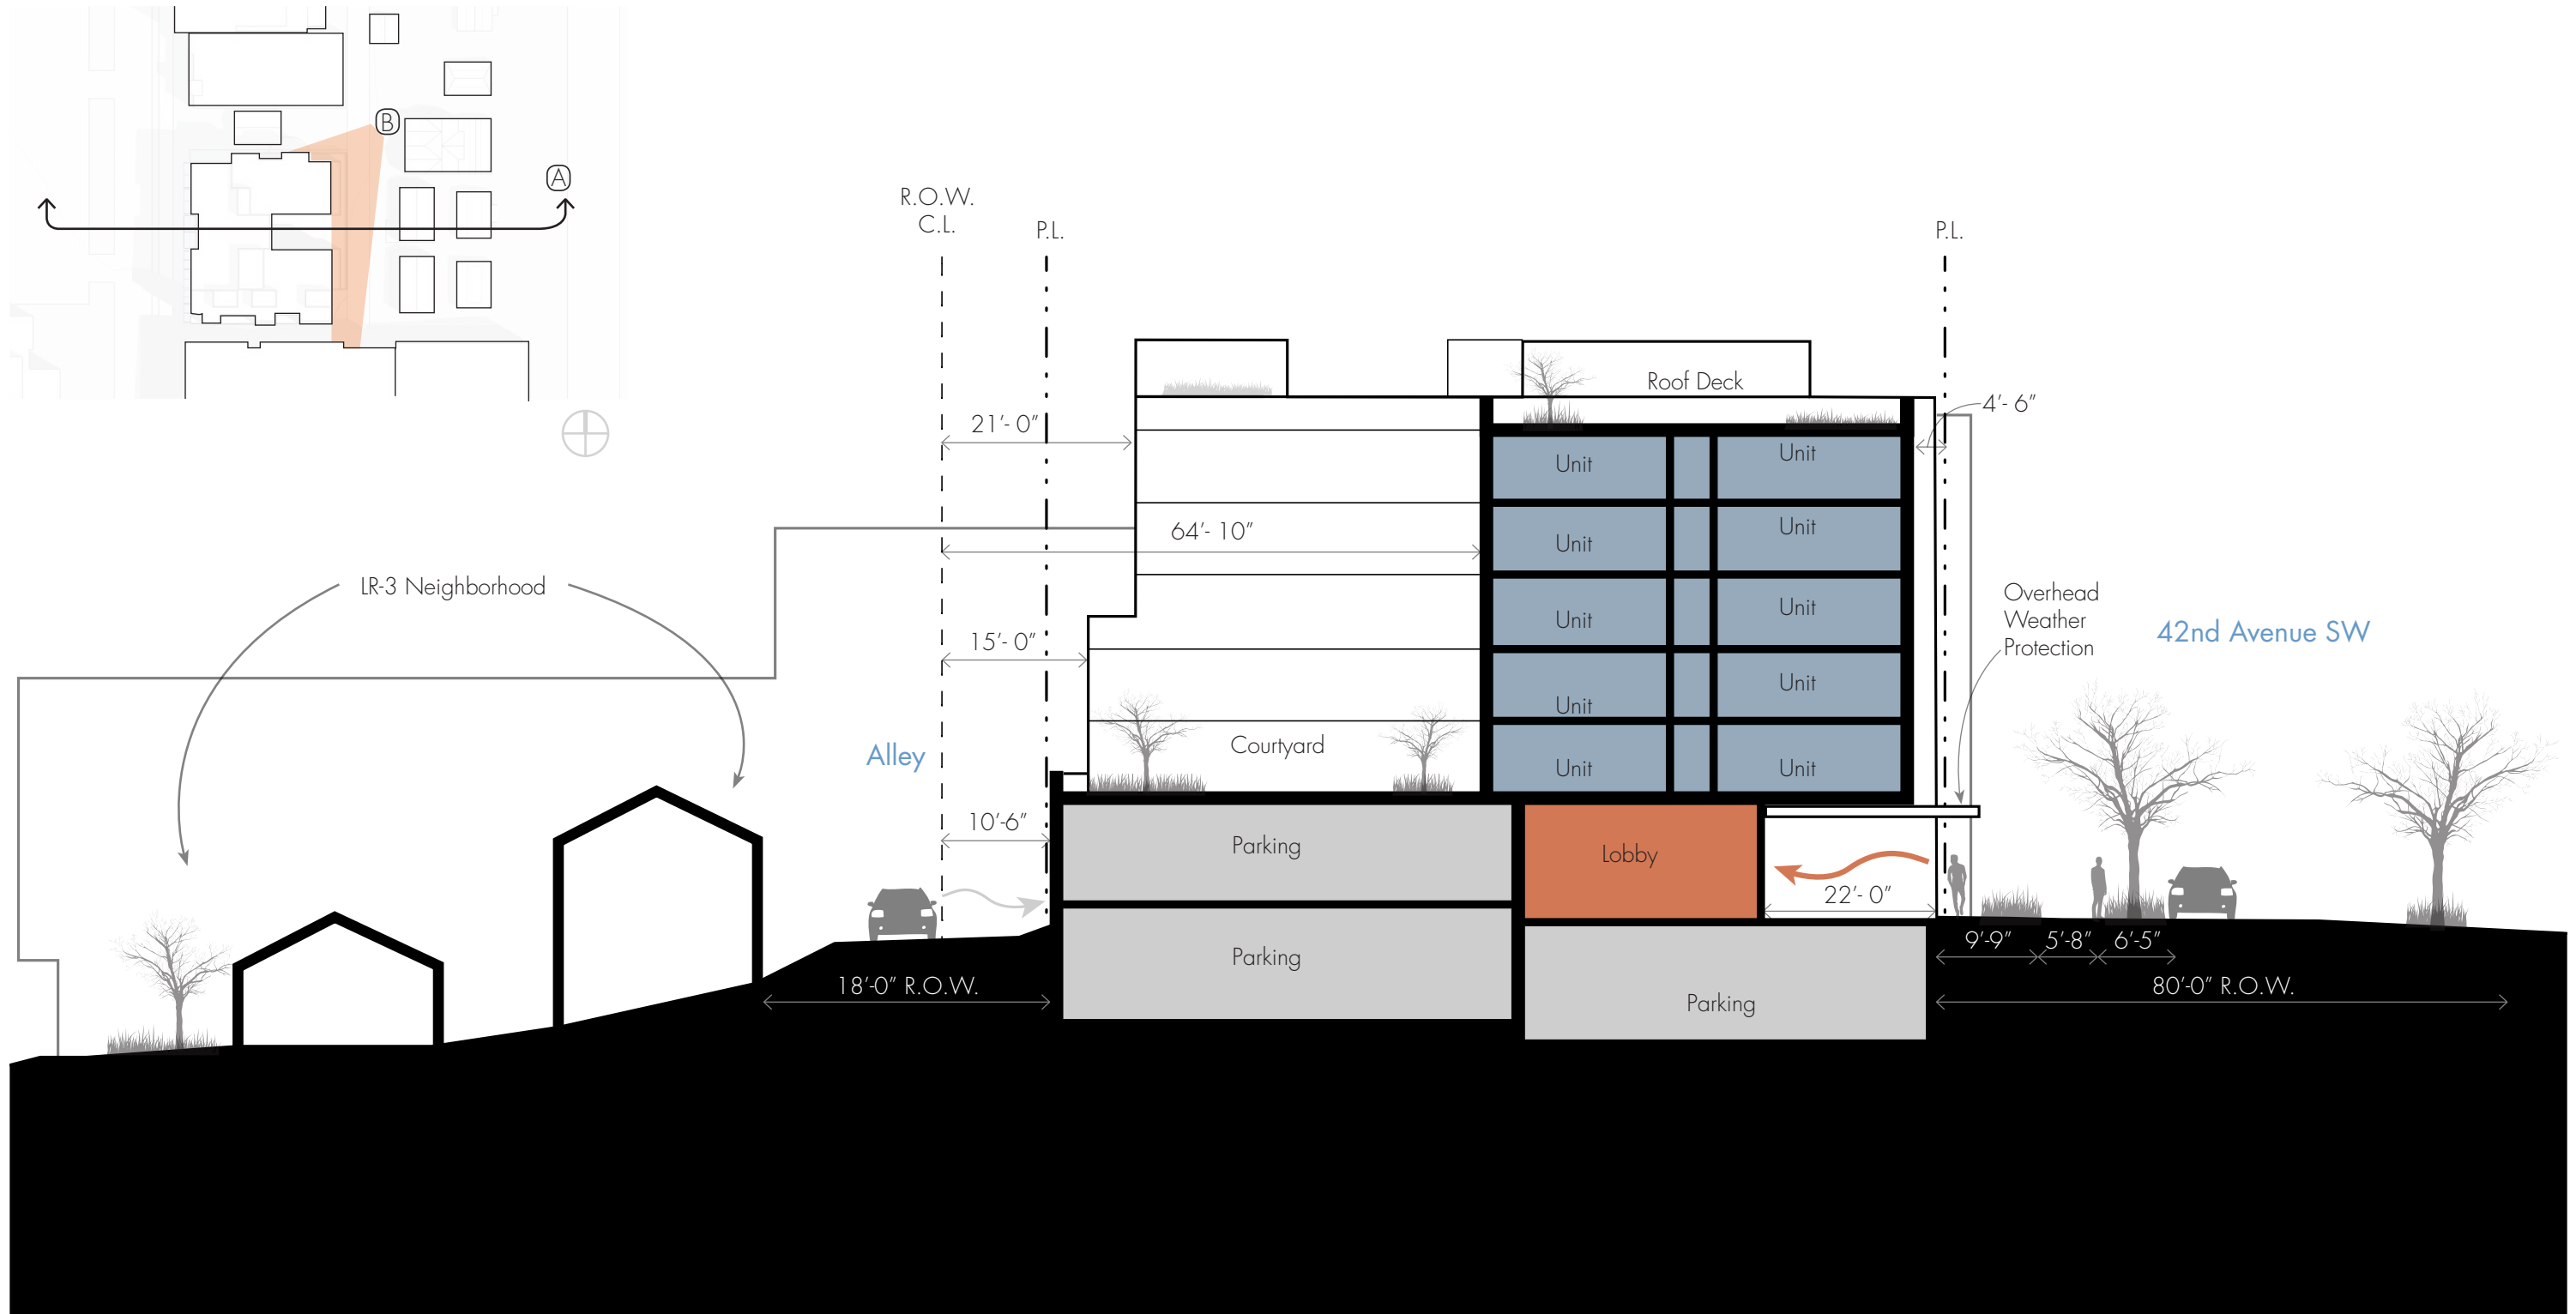 B
A
R.O.W.
C.L.
P.L.
P.L.
Roof Deck
4'- 6"
21'- 0"
Unit
Unit
64'- 10"
Unit
Unit
LR-3 Neighborhood
Overhead
Weather
Protection
Unit
Unit
42nd Avenue SW
15'- 0"
Unit
Unit
Alley
Courtyard
Unit
Unit
10'-6"
Parking
Lobby
22'- 0"
9'-9"
5'-8"
6'-5"
Parking
18'-0" R.O.W.
80'-0" R.O.W.
Parking